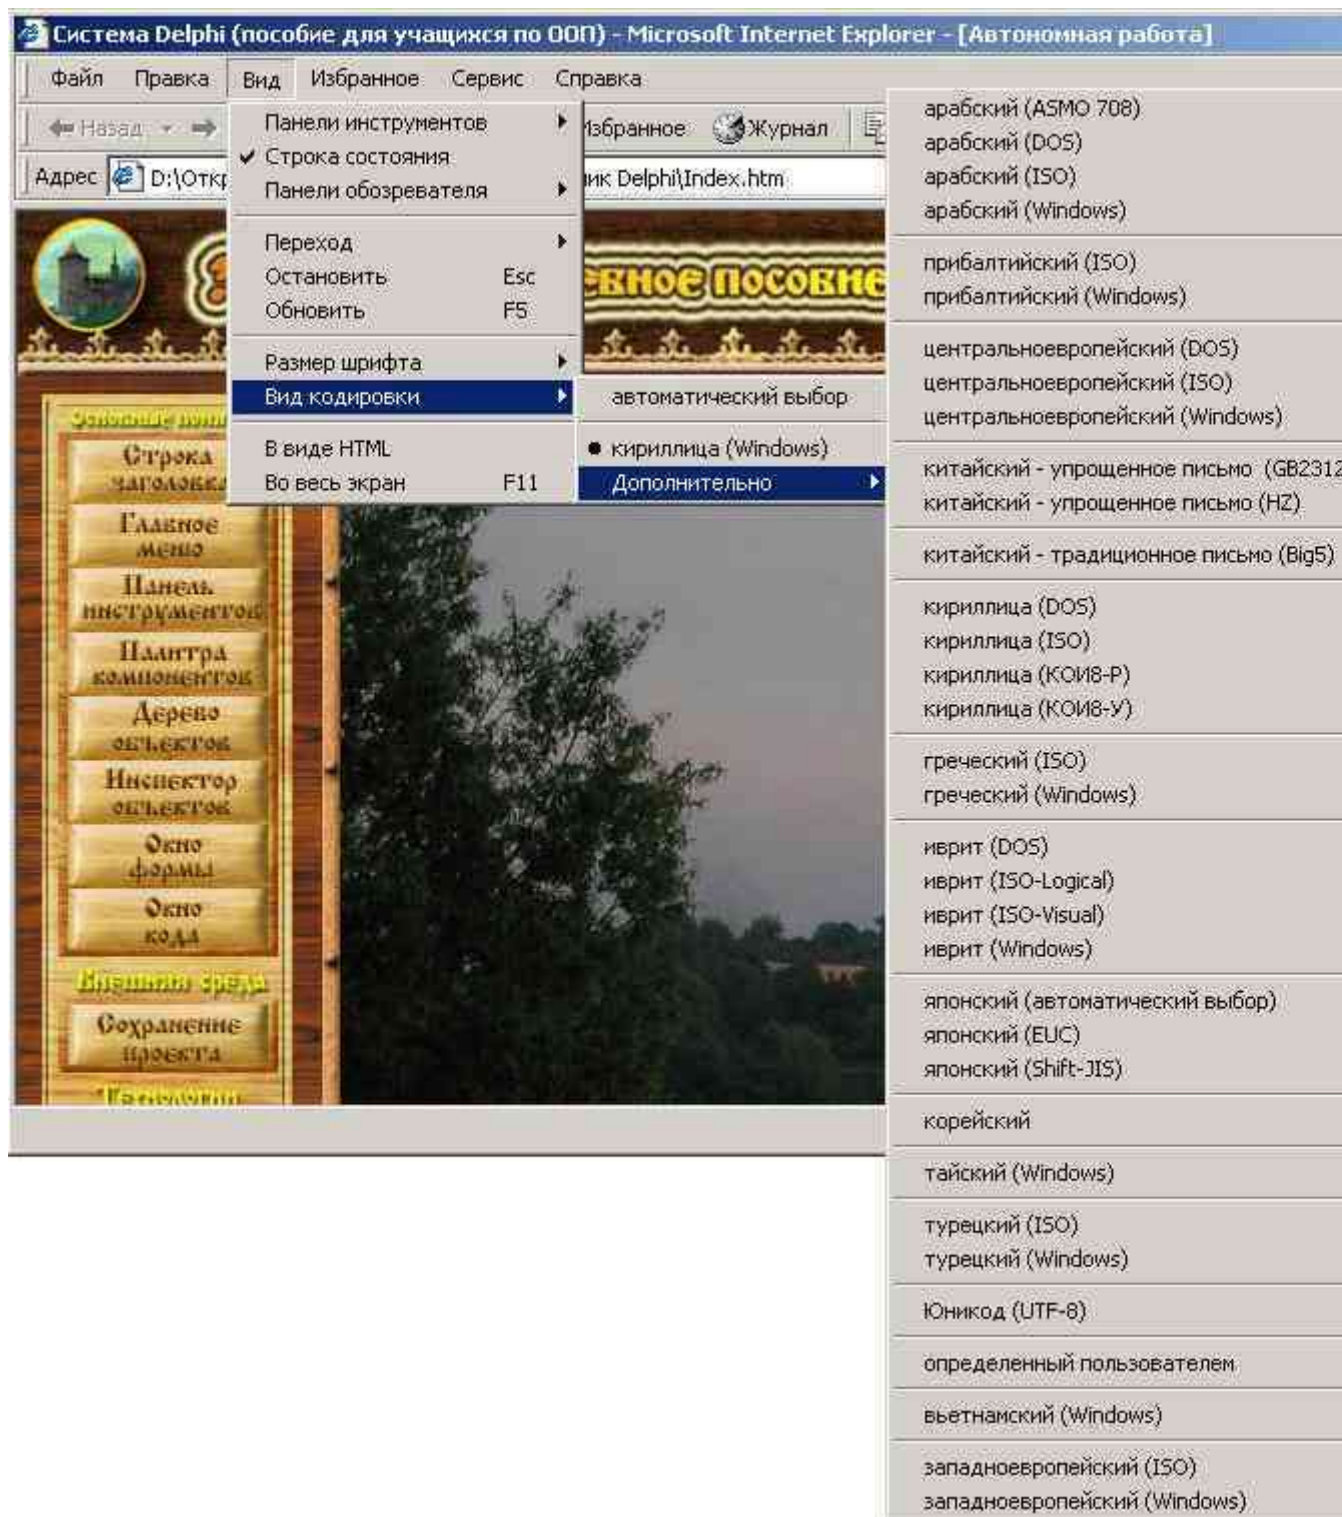 Система Delphi (пособие для учащихся по ООП) - Microsoft Internet Explorer - [Автономная работа]
Файл Правка Вид Избранное Сервис Справка
Назад
Избранное Журнал
Адрес D:\Откр
ик Delphi\Index.htm
Панели инструментов
Строка состояния
Панели обозревателя
Переход
Остановить Esc
Обновить F5
Размер шрифта
Вид кодировки
В виде HTML
Во весь экран F11
автоматический выбор
кириллица (Windows)
Дополнительно
арабский (ASMO 708)
арабский (DOS)
арабский (ISO)
арабский (Windows)
прибалтийский (ISO)
прибалтийский (Windows)
центральноевропейский (DOS)
центральноевропейский (ISO)
центральноевропейский (Windows)
китайский - упрощенное письмо (GB2312
китайский - упрощенное письмо (HZ)
китайский - традиционное письмо (Big5)
кириллица (DOS)
кириллица (ISO)
кириллица (КОИ8-Р)
кириллица (КОИ8-У)
греческий (ISO)
греческий (Windows)
иврит (DOS)
иврит (ISO-Logical)
иврит (ISO-Visual)
иврит (Windows)
японский (автоматический выбор)
японский (EUC)
японский (Shift-JIS)
корейский
тайский (Windows)
турецкий (ISO)
турецкий (Windows)
Юникод (UTF-8)
определенный пользователем
вьетнамский (Windows)
западноевропейский (ISO)
западноевропейский (Windows)
ЕВНОЕ ПОСОБИЕ
Основные
Строка
заголовка
Главное
меню
Панель
инструментов
Палитра
компонентов
Дерево
объектов
Инспектор
объектов
Окно
формы
Окно
кода
Внешняя среда
Сохранение
проекта
Технологии